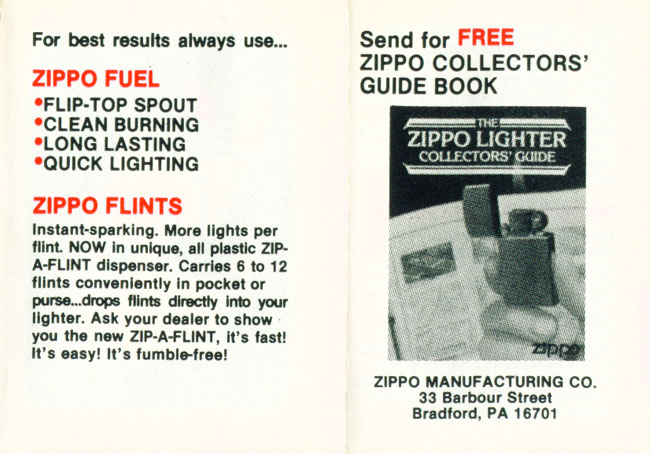 For best results always use...
ZIPPO FUEL
•FLIP-TOP SPOUT
•CLEAN BURNING
•LONG LASTING
•QUICK LIGHTING
ZIPPO FLINTS
Instant-sparking. More lights per
flint. NOW in unique, all plastic ZIP-
A-FLINT dispenser. Carries 6 to 12
flints conveniently in pocket or
purse...drops flints directly into your
lighter. Ask your dealer to show
you the new ZIP-A-FLINT, it's fast!
It's easy! It's fumble-free!
Send for FREE
ZIPPO COLLECTORS'
GUIDE BOOK
THE
ZIPPO LIGHTER
COLLECTORS' GUIDE
zippo
ZIPPO MANUFACTURING CO.
33 Barbour Street
Bradford, PA 16701